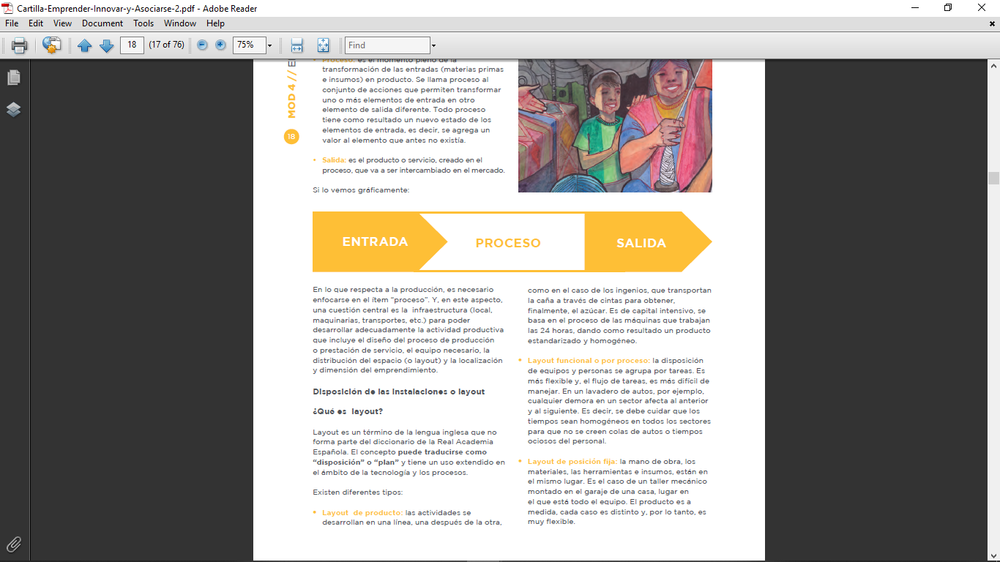 Cartilla-Emprender-Innovar-y-Asociarse-2.pdf - Adobe Reader
File Edit View Document Tools Window Help
18 (17 of 76) 75% Find
MOD 4 // E
18
• Proceso: es el momento pleno de la
transformación de las entradas (materias primas
e insumos) en producto. Se llama proceso al
conjunto de acciones que permiten transformar
uno o más elementos de entrada en otro
elemento de salida diferente. Todo proceso
tiene como resultado un nuevo estado de los
elementos de entrada, es decir, se agrega un
valor al elemento que antes no existía.
• Salida: es el producto o servicio, creado en el
proceso, que va a ser intercambiado en el mercado.
Si lo vemos gráficamente:
ENTRADA PROCESO SALIDA
En lo que respecta a la producción, es necesario
enfocarse en el ítem “proceso”. Y, en este aspecto,
una cuestión central es la infraestructura (local,
maquinarias, transportes, etc.) para poder
desarrollar adecuadamente la actividad productiva
que incluye el diseño del proceso de producción
o prestación de servicio, el equipo necesario, la
distribución del espacio (o layout) y la localización
y dimensión del emprendimiento.
Disposición de las instalaciones o layout
¿Qué es layout?
Layout es un término de la lengua inglesa que no
forma parte del diccionario de la Real Academia
Española. El concepto puede traducirse como
“disposición” o “plan” y tiene un uso extendido en
el ámbito de la tecnología y los procesos.
Existen diferentes tipos:
• Layout de producto: las actividades se
desarrollan en una línea, una después de la otra,
como en el caso de los ingenios, que transportan
la caña a través de cintas para obtener,
finalmente, el azúcar. Es de capital intensivo, se
basa en el proceso de las máquinas que trabajan
las 24 horas, dando como resultado un producto
estandarizado y homogéneo.
• Layout funcional o por proceso: la disposición
de equipos y personas se agrupa por tareas. Es
más flexible y, el flujo de tareas, es más difícil de
manejar. En un lavadero de autos, por ejemplo,
cualquier demora en un sector afecta al anterior
y al siguiente. Es decir, se debe cuidar que los
tiempos sean homogéneos en todos los sectores
para que no se creen colas de autos o tiempos
ociosos del personal.
• Layout de posición fija: la mano de obra, los
materiales, las herramientas e insumos, están en
el mismo lugar. Es el caso de un taller mecánico
montado en el garaje de una casa, lugar en
el que está todo el equipo. El producto es a
medida, cada caso es distinto y, por lo tanto, es
muy flexible.